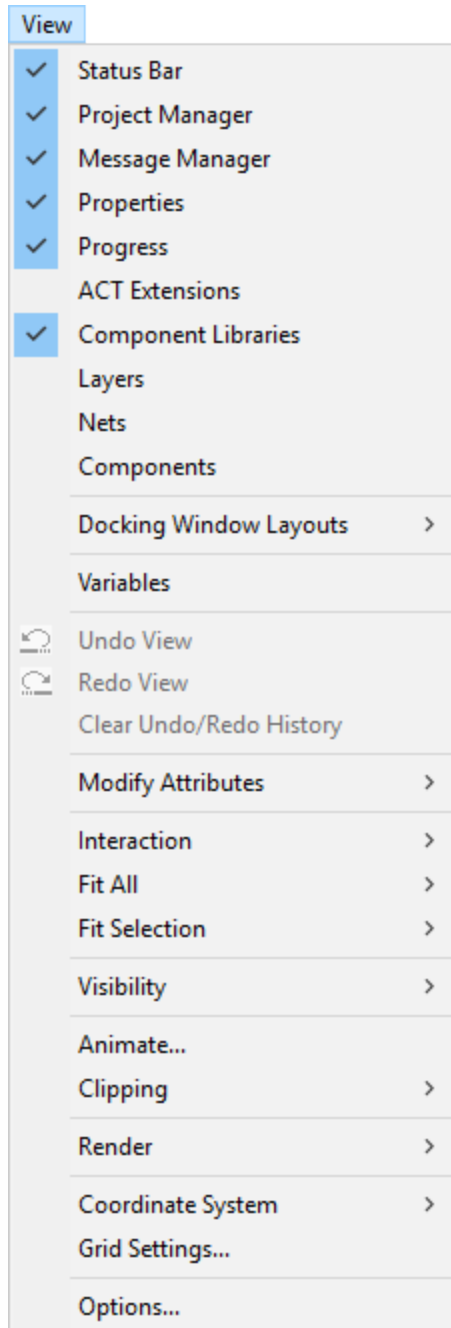 View
Status Bar
Project Manager
Message Manager
Properties
Progress
ACT Extensions
Component Libraries
Layers
Nets
Components
Docking Window Layouts
Variables
Undo View
Redo View
Clear Undo/Redo History
Modify Attributes
Interaction
Fit All
Fit Selection
Visibility
Animate...
Clipping
Render
Coordinate System
Grid Settings...
Options...